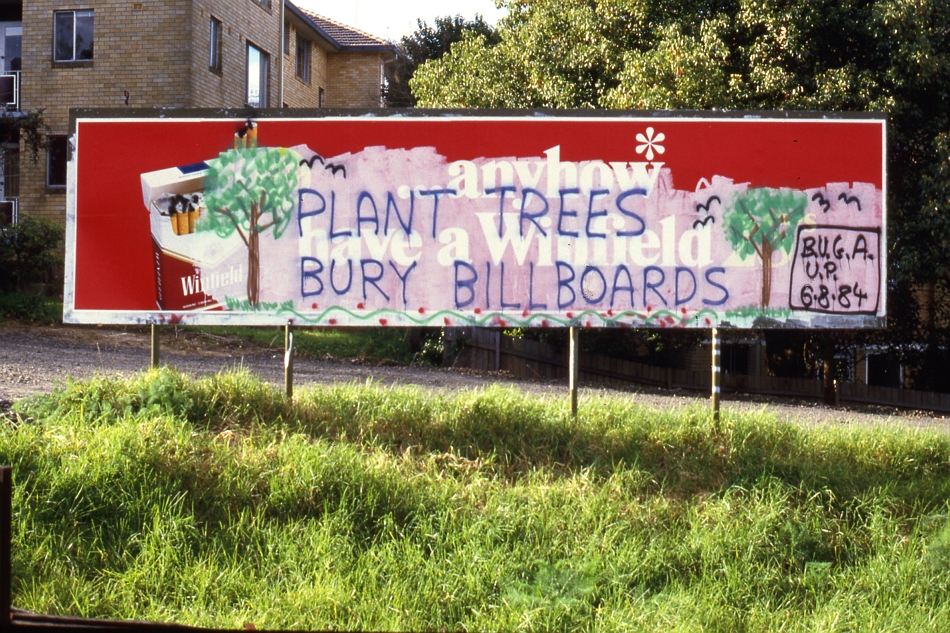 anyhow*
PLANT TREES
have a Winfield
BURY BILLBOARDS
Winfield
B.U.G.A.
U.P.
6.8.84